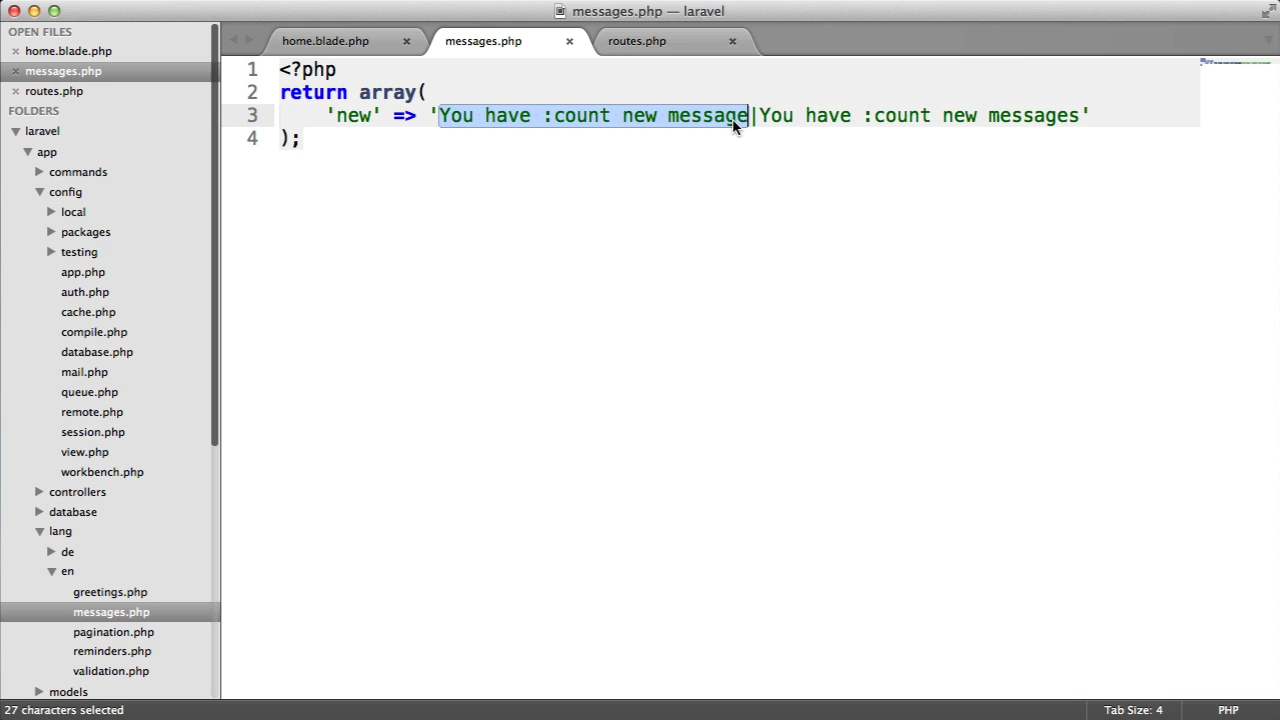 messages.php — laravel
OPEN FILES
home.blade.php
messages.php
routes.php
FOLDERS
laravel
app
commands
config
local
packages
testing
app.php
auth.php
cache.php
compile.php
database.php
mail.php
queue.php
remote.php
session.php
view.php
workbench.php
controllers
database
lang
de
en
greetings.php
messages.php
pagination.php
reminders.php
validation.php
models
home.blade.php
messages.php
routes.php
1 <?php
2 return array(
3 'new' => 'You have :count new message|You have :count new messages'
4 );
27 characters selected
Tab Size: 4
PHP